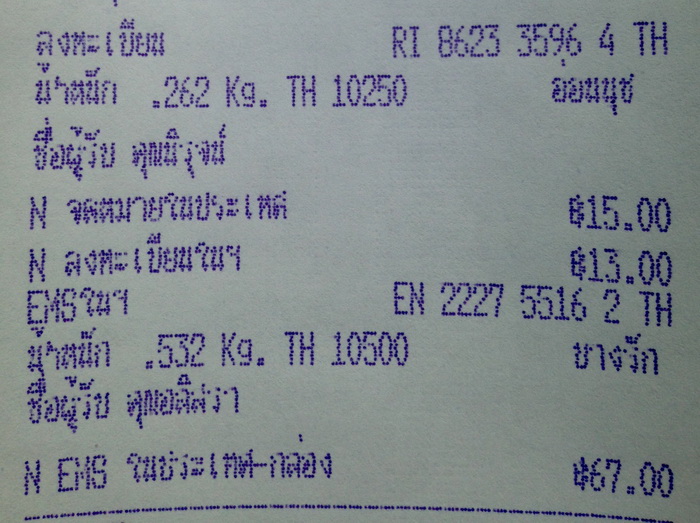 ลงทะเบียน RI 8623 3596 4 TH
น้ำหนัก .262 Kg. TH 10250 อ่อนนุช
ชื่อผู้รับ คุณนิรุจน์
N จดหมายในประเทศ ฿15.00
N ลงทะเบียนในฯ ฿13.00
EMSในฯ EN 2227 5516 2 TH
น้ำหนัก .532 Kg. TH 10500 บางรัก
ชื่อผู้รับ คุณอลิศรา
N EMS ในประเทศ-กล่อง ฿67.00